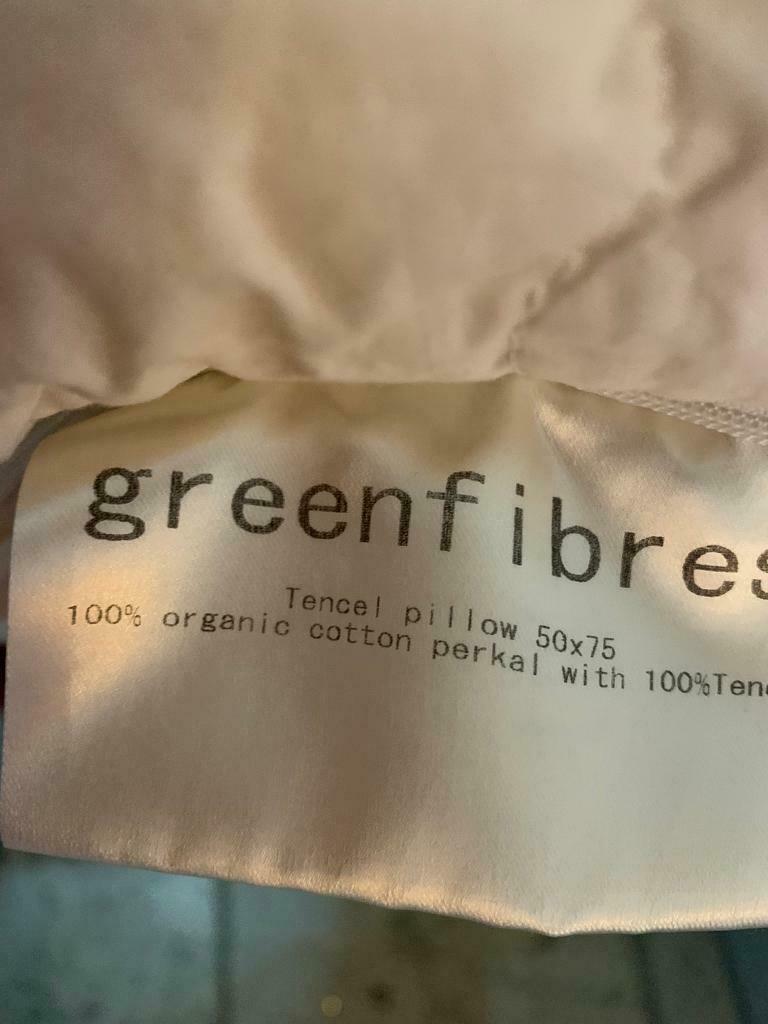 greenfibres
Tencel pillow 50x75
100% organic cotton perkal with 100%Ten